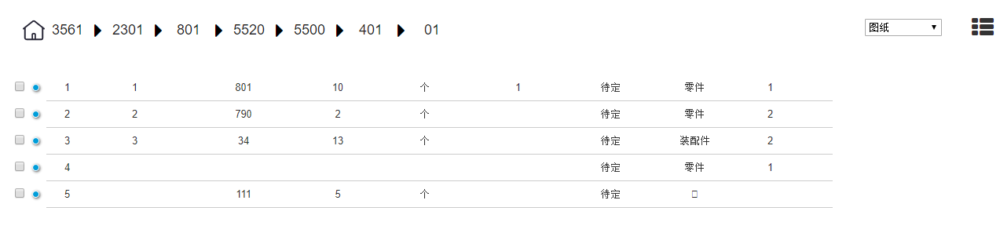 3561 2301 801 5520 5500 401 01 图纸
1 1 801 10 个 1 待定 零件 1
2 2 790 2 个 待定 零件 2
3 3 34 13 个 待定 装配件 2
4 待定 零件 1
5 111 5 个 待定